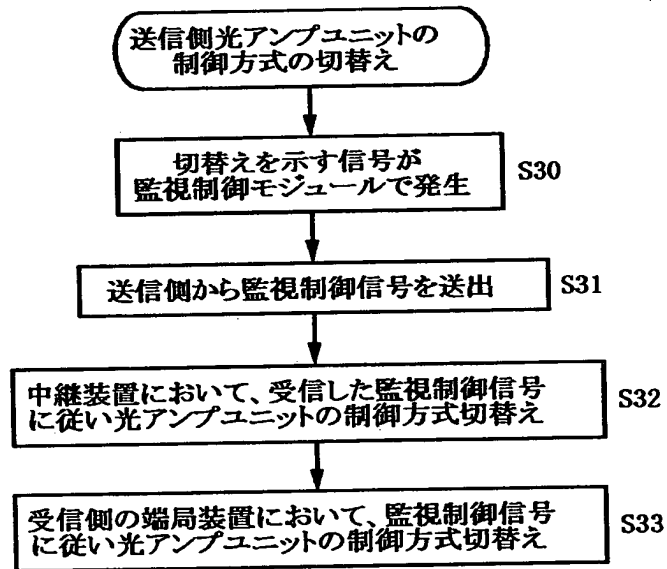 送信側光アンプユニットの
制御方式の切替え
切替えを示す信号が
監視制御モジュールで発生
S30
送信側から監視制御信号を送出
S31
中継装置において、受信した監視制御信号
に従い光アンプユニットの制御方式切替え
S32
受信側の端局装置において、監視制御信号
に従い光アンプユニットの制御方式切替え
S33